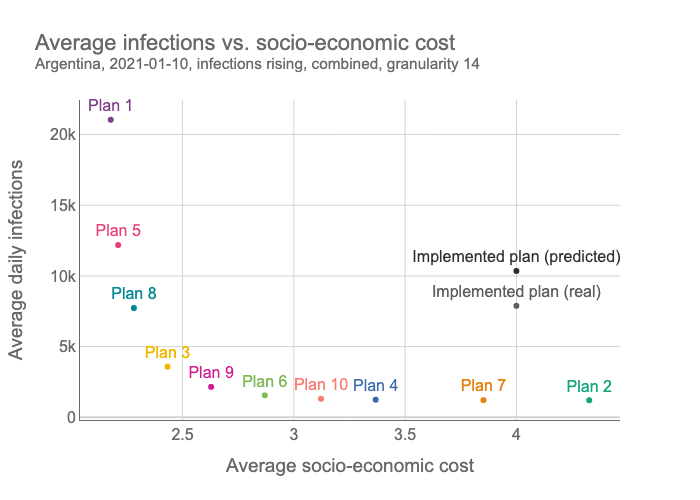 Average infections vs. socio-economic cost
Argentina, 2021-01-10, infections rising, combined, granularity 14
Plan 1
20k
15k
Plan 5
Implemented plan (predicted)
10k
Plan 8
Implemented plan (real)
5k
Plan 3
Plan 9
Plan 6
Plan 10
Plan 4
Plan 7
Plan 2
0
2.5
3
3.5
4
Average daily infections
Average socio-economic cost